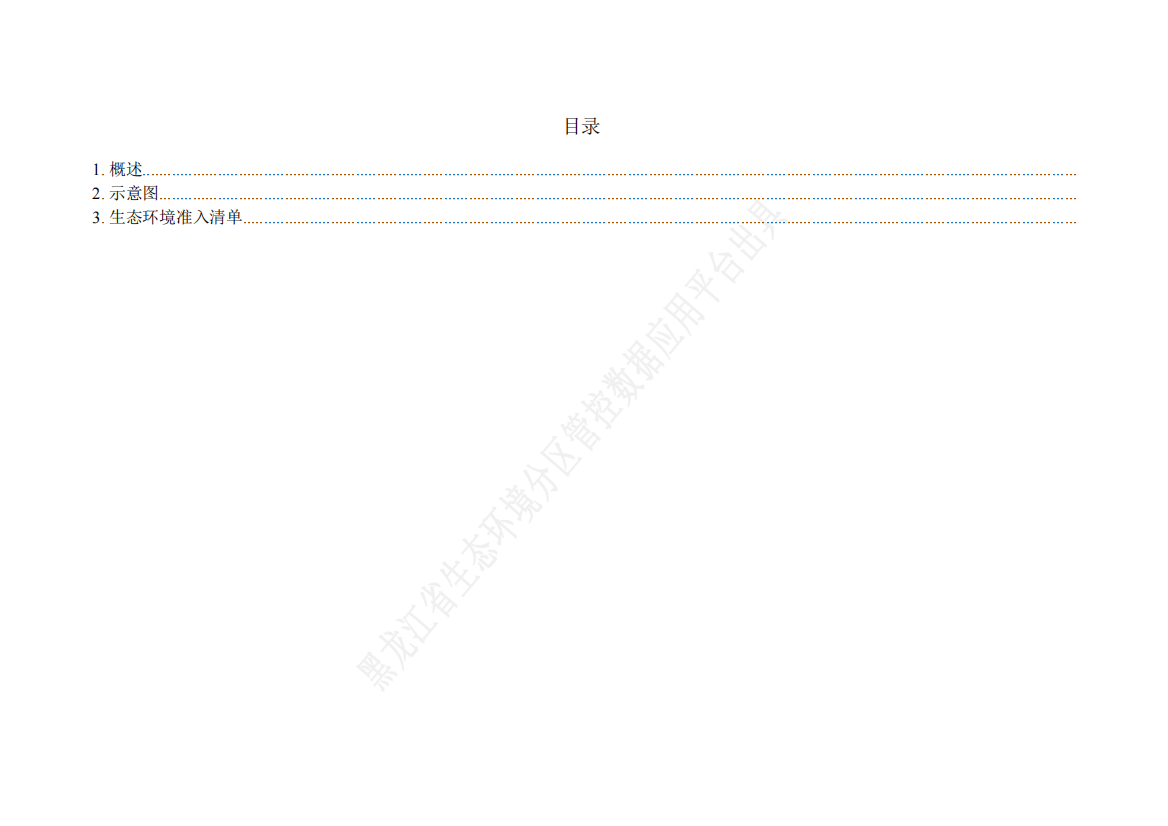 目录
1. 概述
2. 示意图
3. 生态环境准入清单
黑龙江省生态环境分区管控数据应用平台出具